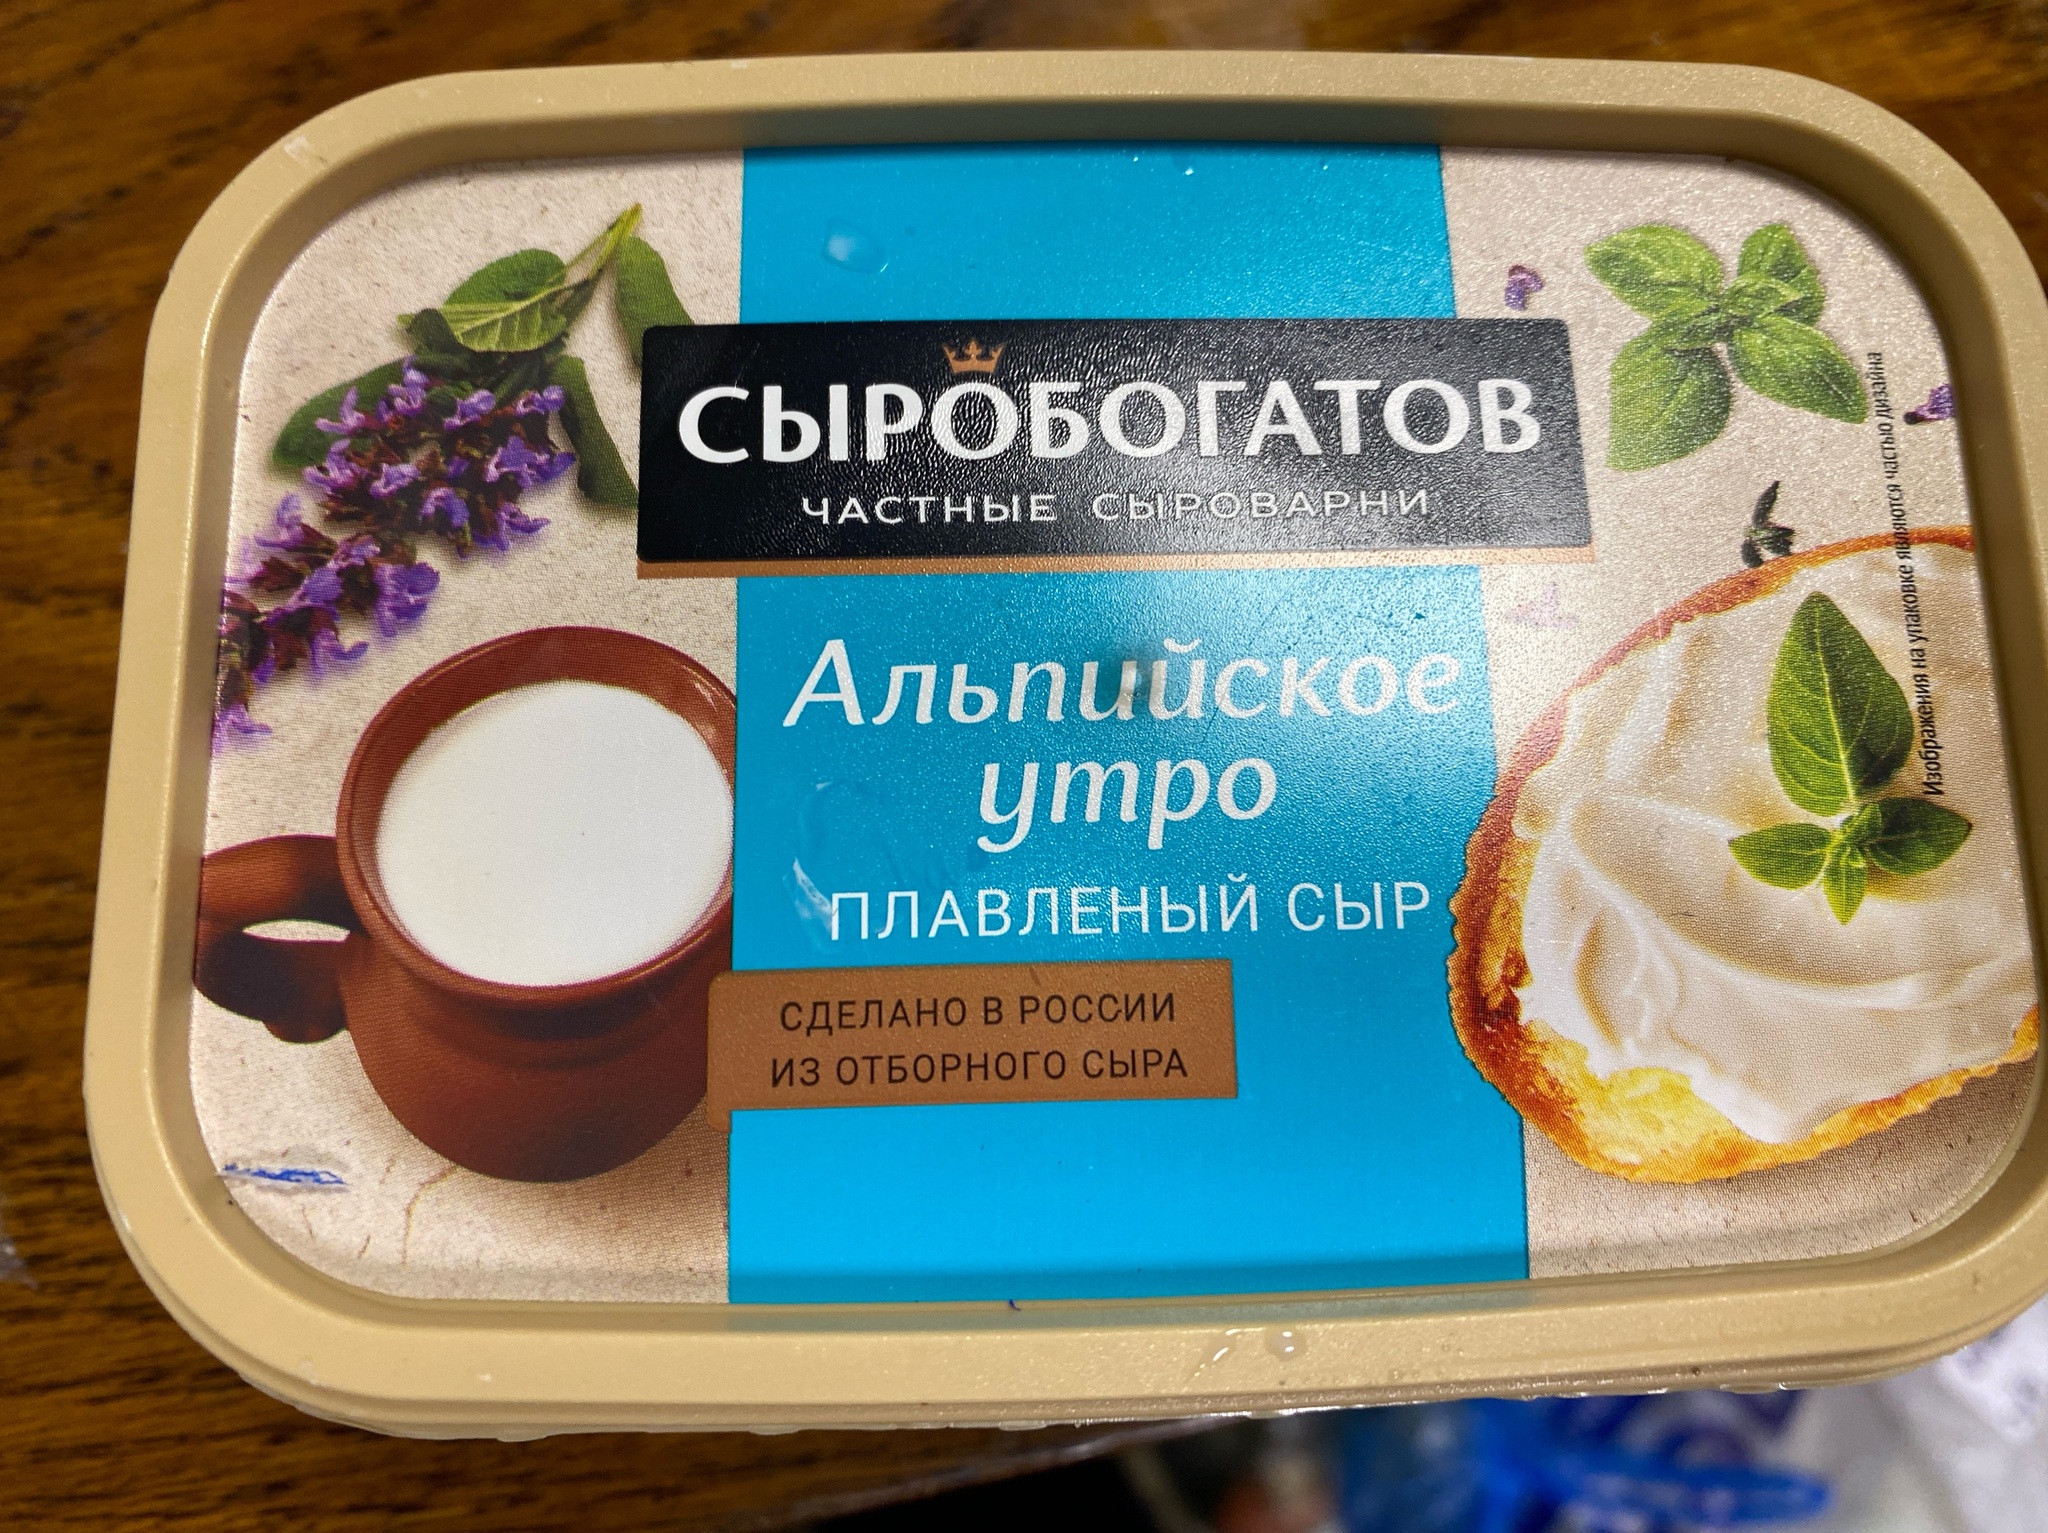 СЫРОБОГАТОВ
ЧАСТНЫЕ СЫРОВАРНИ
Альпийское
утро
ПЛАВЛЕНЫЙ СЫР
СДЕЛАНО В РОССИИ
ИЗ ОТБОРНОГО СЫРА
Изображения на упаковке являются частью дизайна